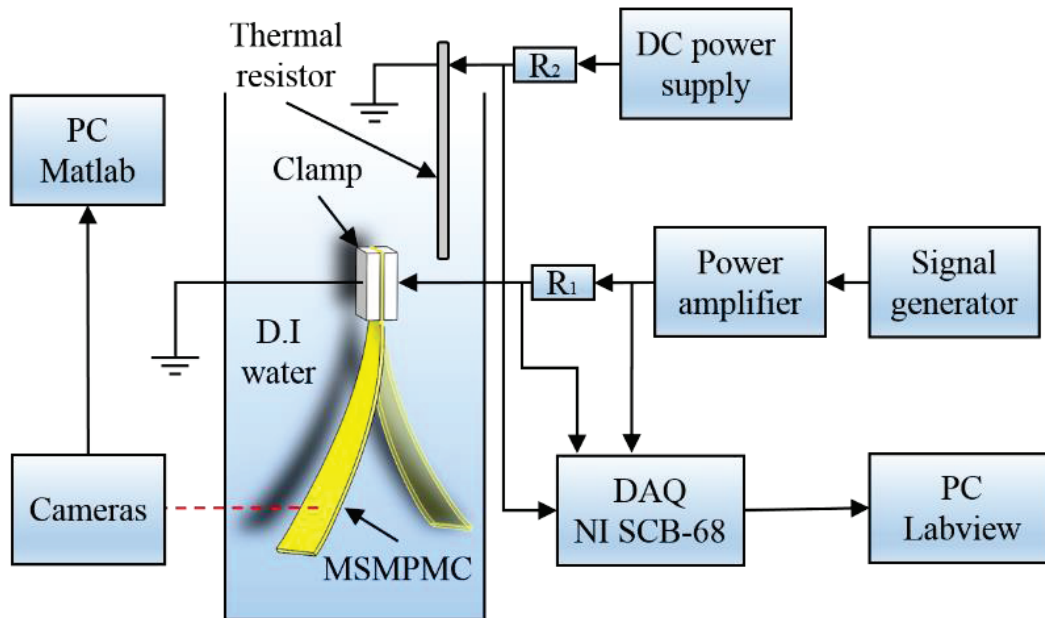 Thermal
resistor
R₂
DC power
supply
PC
Matlab
Clamp
R₁
Power
amplifier
Signal
generator
D.I
water
Cameras
MSMPMC
DAQ
NI SCB-68
PC
Labview